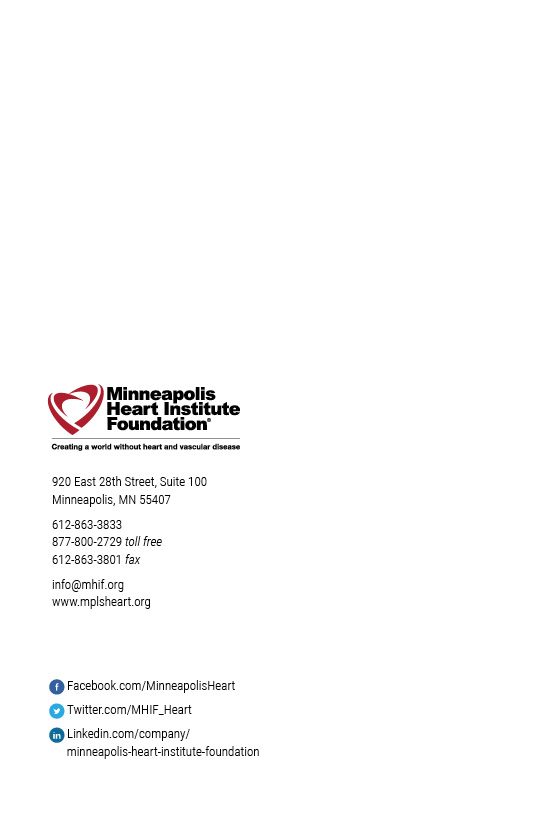 Minneapolis
Heart Institute
Foundation®
Creating a world without heart and vascular disease
920 East 28th Street, Suite 100
Minneapolis, MN 55407
612-863-3833
877-800-2729 toll free
612-863-3801 fax
info@mhif.org
www.mplsheart.org
Facebook.com/MinneapolisHeart
Twitter.com/MHIF_Heart
Linkedin.com/company/
minneapolis-heart-institute-foundation